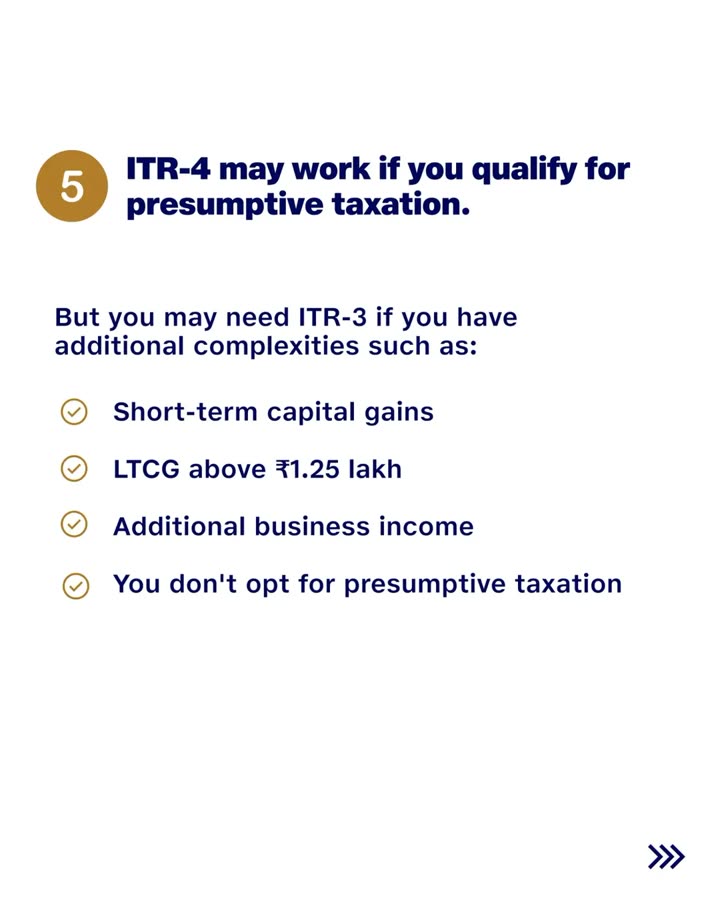 5
ITR-4 may work if you qualify for
presumptive taxation.
But you may need ITR-3 if you have
additional complexities such as:
Short-term capital gains
LTCG above ₹1.25 lakh
Additional business income
You don't opt for presumptive taxation